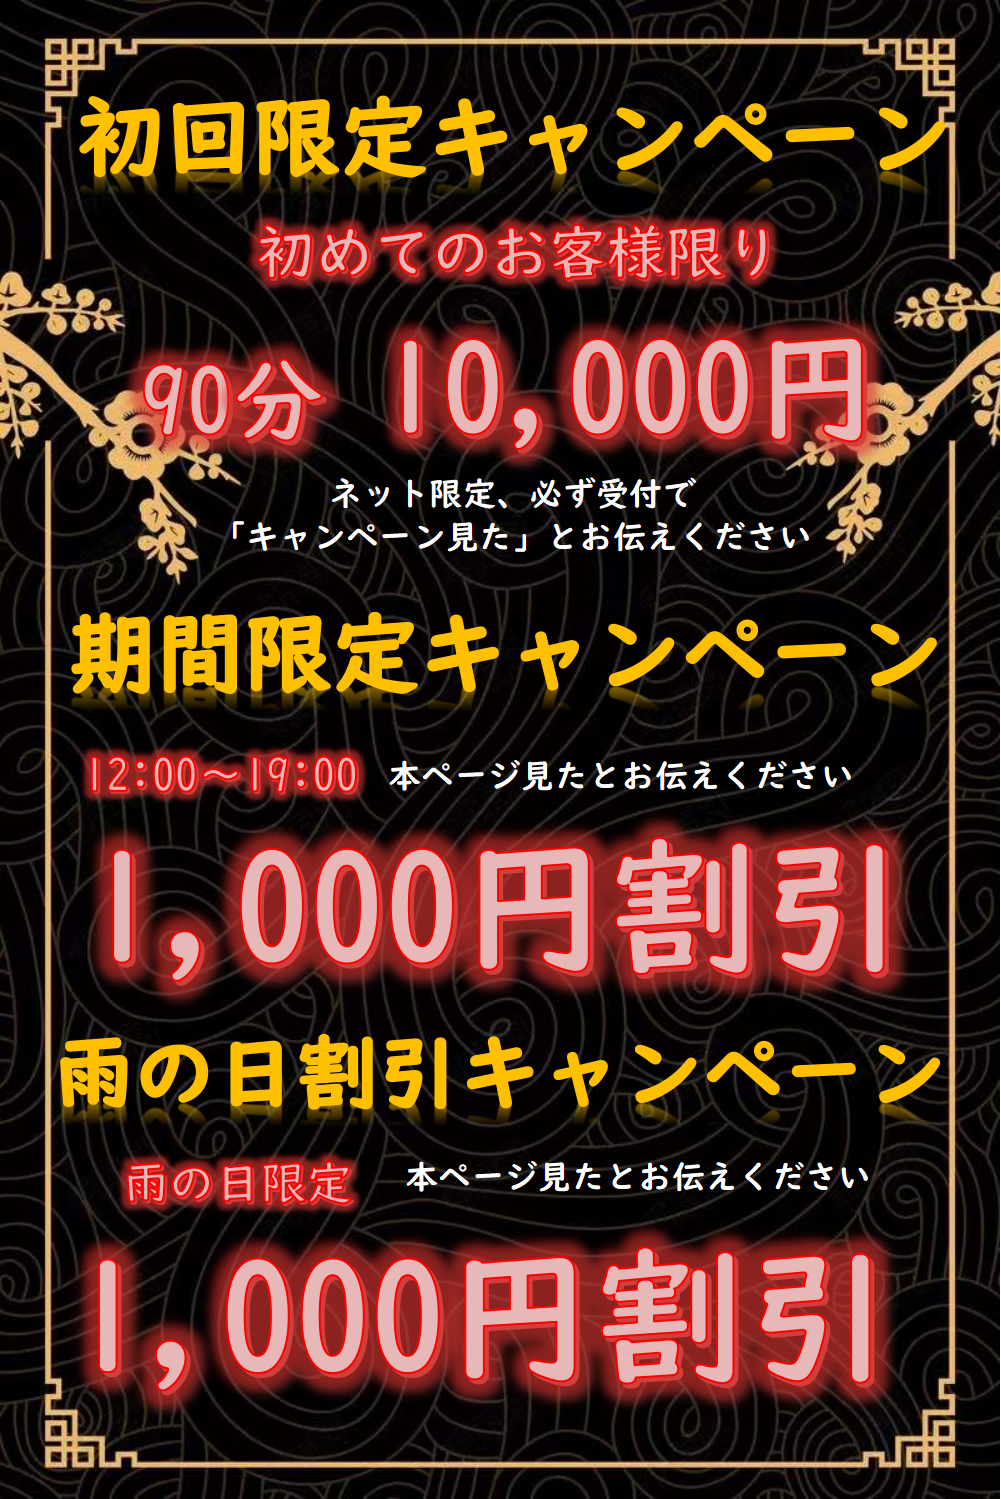 初回限定キャンペーン
初めてのお客様限り
90分 10,000円
ネット限定、必ず受付で
「キャンペーン見た」とお伝えください
期間限定キャンペーン
12:00～19:00 本ページ見たとお伝えください
1,000円割引
雨の日割引キャンペーン
雨の日限定 本ページ見たとお伝えください
1,000円割引